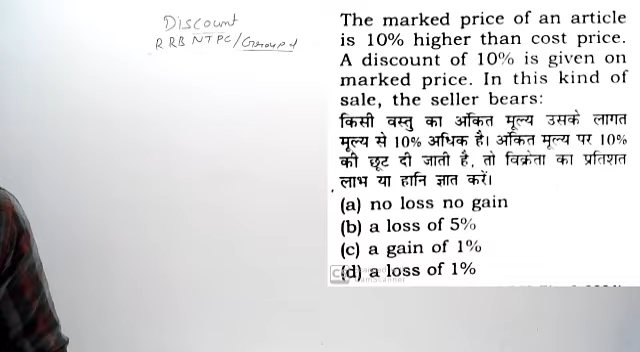 Discount
RRB NTPC/Group d
The marked price of an article
is 10% higher than cost price.
A discount of 10% is given on
marked price. In this kind of
sale, the seller bears:
किसी वस्तु का अंकित मूल्य उसके लागत
मूल्य से 10% अधिक है। अंकित मूल्य पर 10%
की छूट दी जाती है, तो विक्रेता का प्रतिशत
लाभ या हानि ज्ञात करें।
(a) no loss no gain
(b) a loss of 5%
(c) a gain of 1%
(d) a loss of 1%